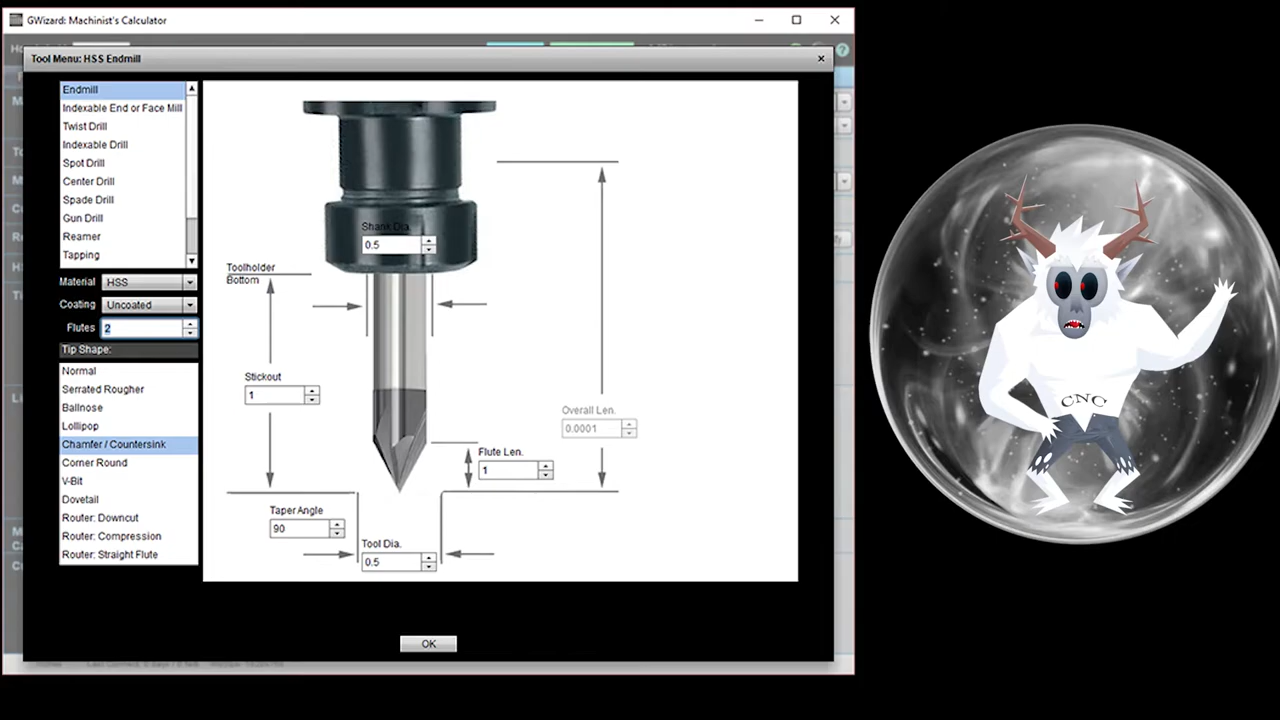 GWizard: Machinist's Calculator
Tool Menu: HSS Endmill
Endmill
Indexable End or Face Mill
Twist Drill
Indexable Drill
Spot Drill
Center Drill
Spade Drill
Gun Drill
Reamer
Tapping
Material HSS
Coating Uncoated
Flutes 2
Tip Shape:
Normal
Serrated Rougher
Ballnose
Lollipop
Chamfer / Countersink
Corner Round
V-Bit
Dovetail
Router: Downcut
Router: Compression
Router: Straight Flute
Shank Dia.
0.5
Toolholder
Bottom
Stickout
1
Overall Len.
0.0001
Flute Len.
1
Taper Angle
90
Tool Dia.
0.5
OK
CNC